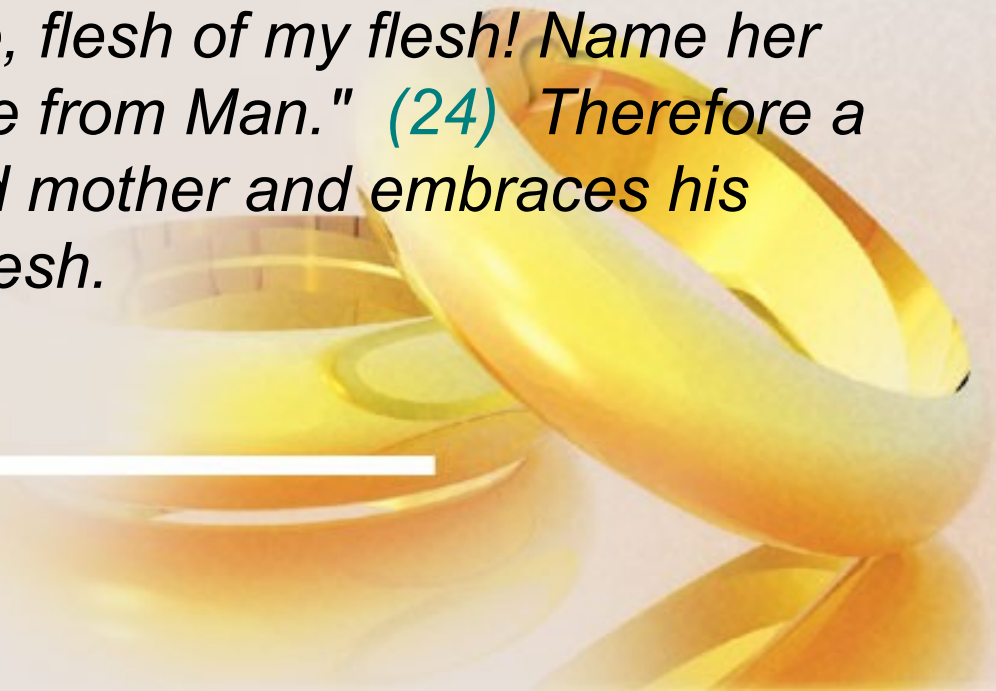 , flesh of my flesh! Name her
from Man." (24) Therefore a
mother and embraces his
esh.